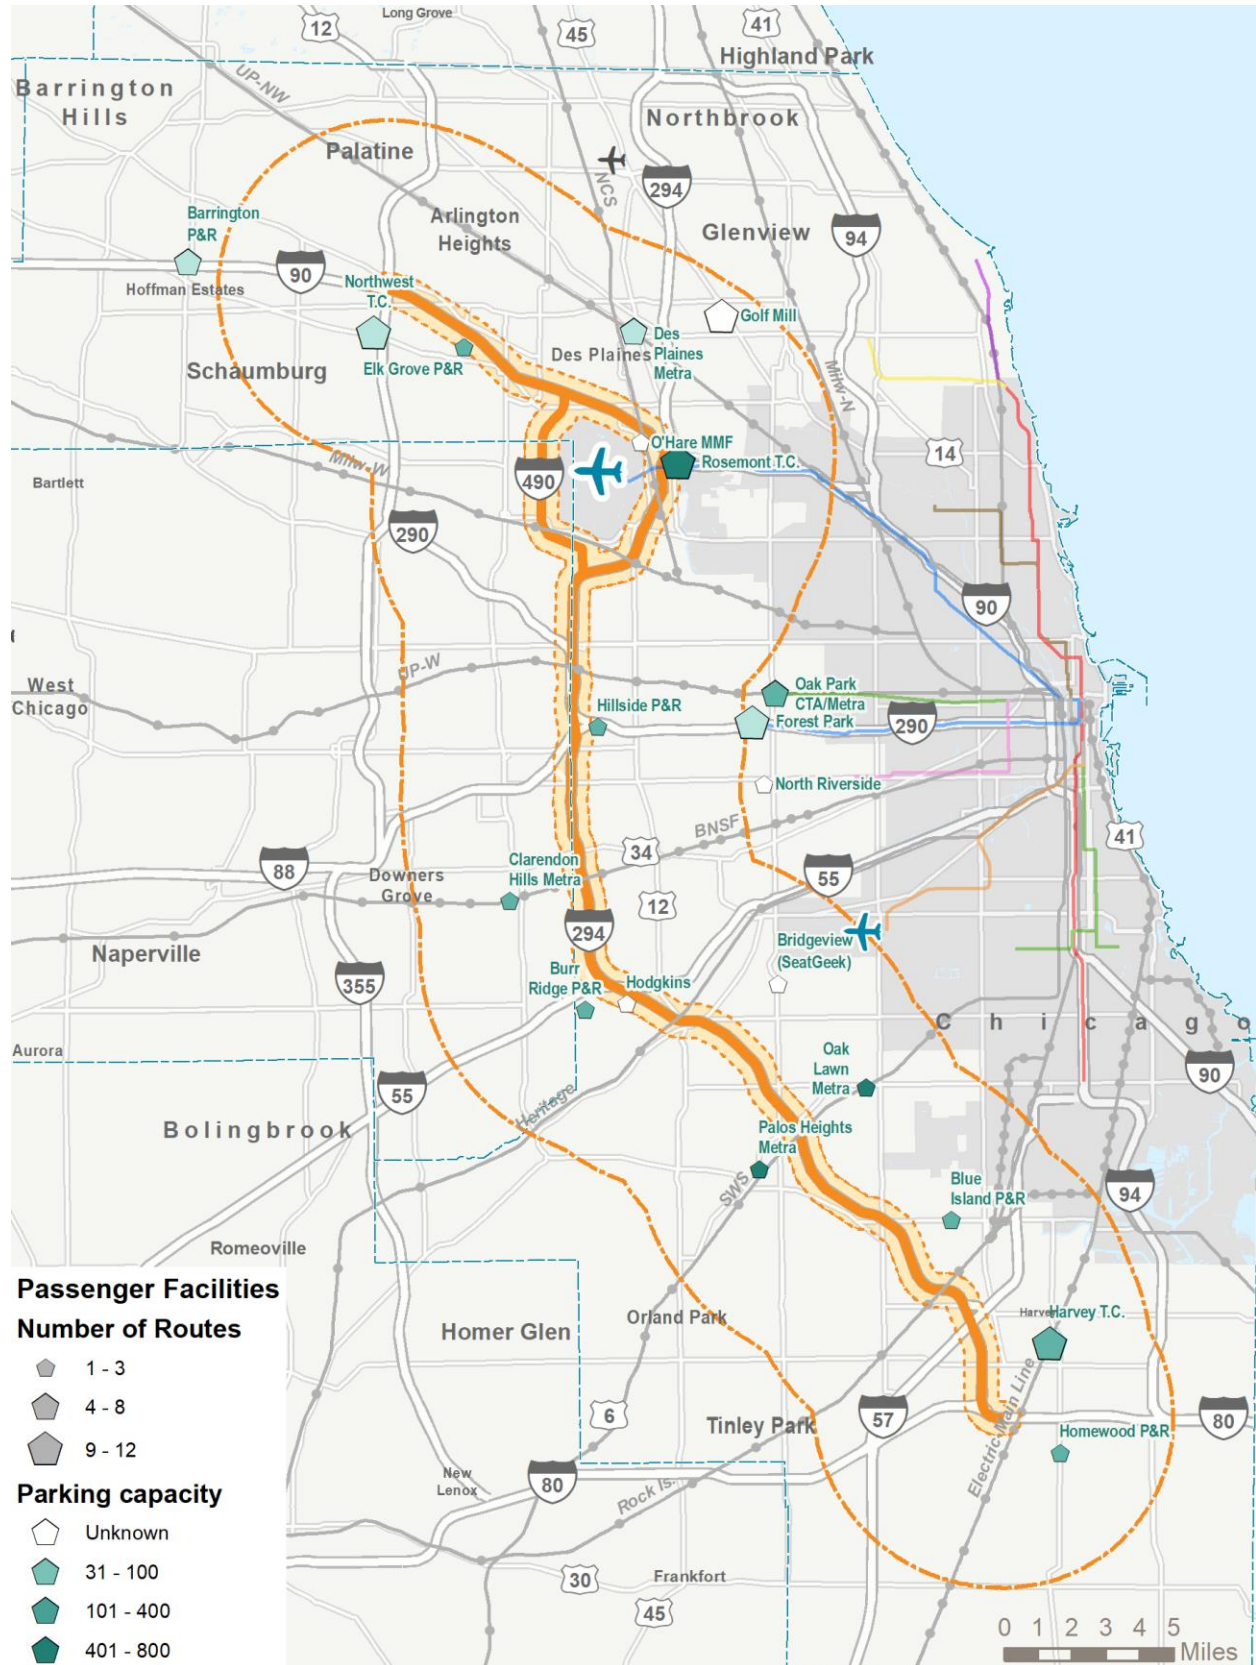 Long Grove
12
45
41
Highland Park
UP-NW
Barrington
Hills
Northbrook
Palatine
NCS
294
Barrington
P&R
Arlington
Heights
Glenview
94
90
Hoffman Estates
Northwest
T.C.
Golf Mill
Des Plaines
Des
Plaines
Metra
Schaumburg
Elk Grove P&R
Milw-N
O'Hare MMF
Rosemont T.C.
14
Milw-W
490
Bartlett
290
90
UP-W
West
Chicago
Oak Park
CTA/Metra
Hillside P&R
Forest Park
290
North Riverside
BNSF
41
34
88
Clarendon
Hills Metra
Downers
Grove
55
12
294
Naperville
Bridgeview
(SeatGeek)
355
Burr
Ridge P&R
Hodgkins
Chicago
Aurora
Oak
Lawn
Metra
90
55
Heritage
Bolingbrook
Palos Heights
Metra
SWS
Blue
Island P&R
94
Romeoville
Passenger Facilities
Number of Routes
1 - 3
4 - 8
9 - 12
Parking capacity
Unknown
31 - 100
101 - 400
401 - 800
Orland Park
Homer Glen
Harvey
Harvey T.C.
Electric-Main Line
6
57
80
Tinley Park
Homewood P&R
New
Lenox
80
Rock Is.
30
Frankfort
45
0 1 2 3 4 5
Miles